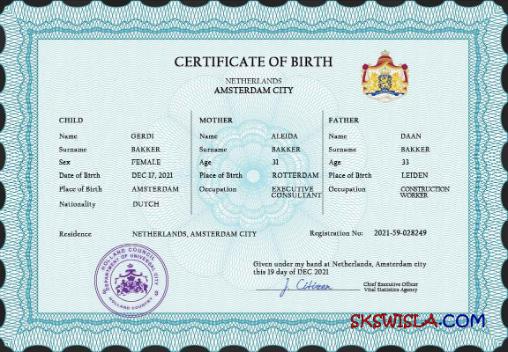 CERTIFICATE OF BIRTH
NETHERLANDS
AMSTERDAM CITY
CHILD
Name GERDI
Surname BAKKER
Sex FEMALE
Date of Birth DEC 17, 2021
Place of Birth AMSTERDAM
Nationality DUTCH
MOTHER
Name ALEIDA
Surname BAKKER
Age 31
Place of Birth ROTTERDAM
Occupation EXECUTIVE
CONSULTANT
FATHER
Name DAAN
Surname BAKKER
Age 33
Place of Birth LEIDEN
Occupation CONSTRUCTION
WORKER
Residence NETHERLANDS, AMSTERDAM CITY
Registration No: 2021-59-028249
HOLLAND COUNCIL
DEPARTMENT OF UNIVERSAL CITY
HOLLAND COUNTRY
Given under my hand at Netherlands, Amsterdam city
this 19 day of DEC 2021
J. Citizen
Chief Executive Officer
Vital Statistics Agency
SKSWISLA.COM